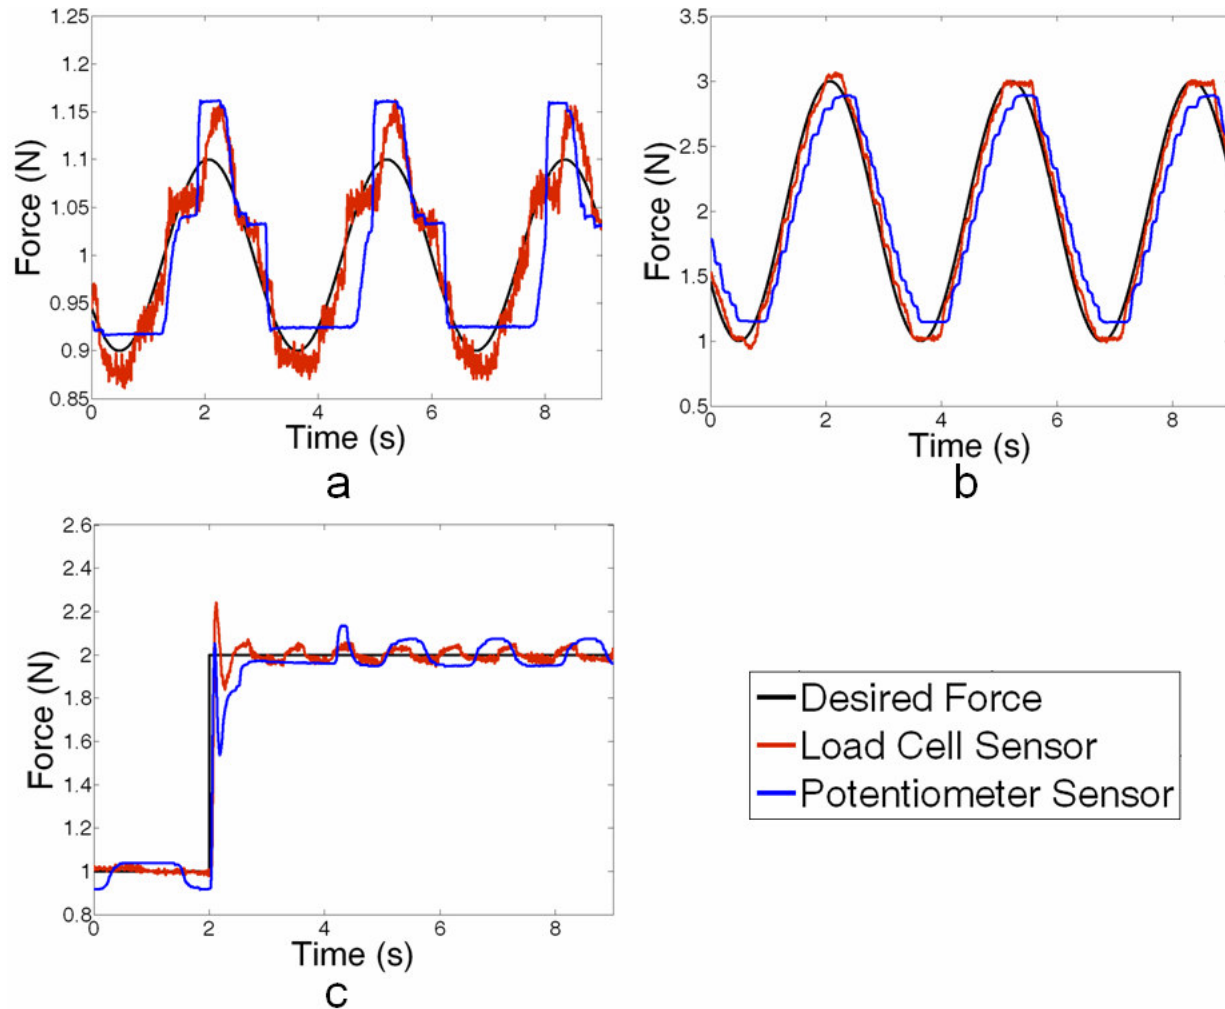 1.25
1.2
1.15
1.1
1.05
1
0.95
0.9
0.85
Force (N)
0 2 4 6 8
Time (s)
a
3.5
3
2.5
2
1.5
1
0.5
Force (N)
0 2 4 6 8
Time (s)
b
2.6
2.4
2.2
2
1.8
1.6
1.4
1.2
1
0.8
Force (N)
0 2 4 6 8
Time (s)
c
Desired Force
Load Cell Sensor
Potentiometer Sensor